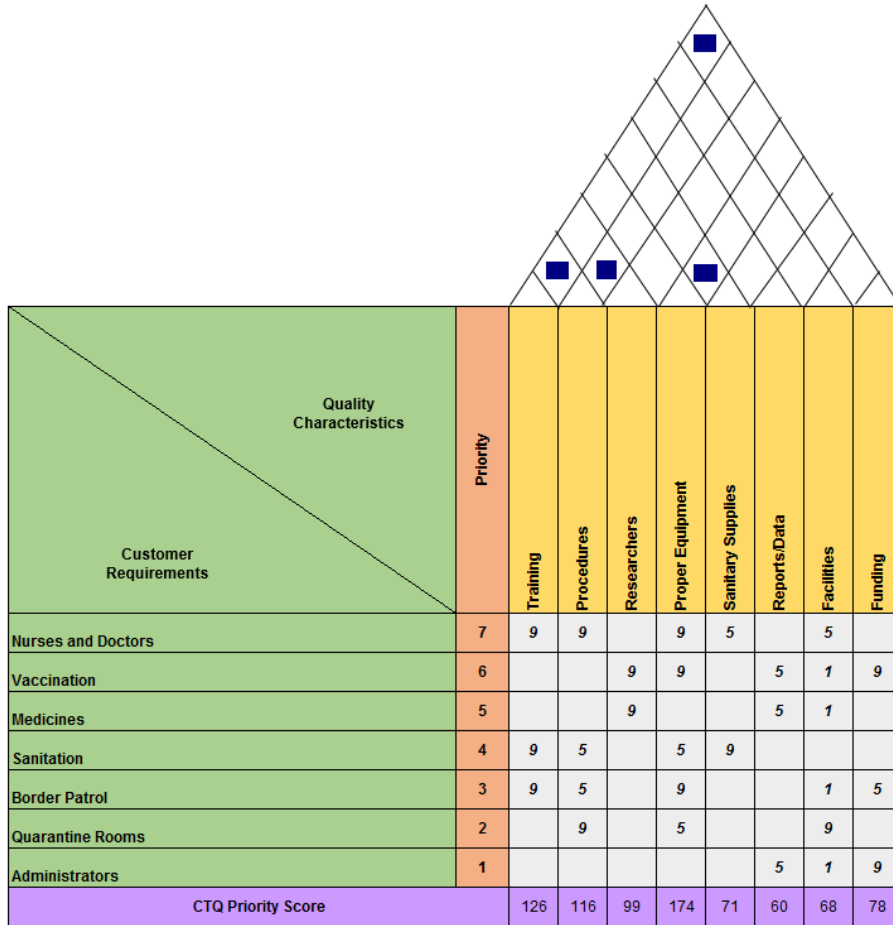 Quality
Characteristics
Customer
Requirements
Priority
Training
Procedures
Researchers
Proper Equipment
Sanitary Supplies
Reports/Data
Facilities
Funding
Nurses and Doctors 7 9 9 9 5 5
Vaccination 6 9 9 5 1 9
Medicines 5 9 5 1
Sanitation 4 9 5 5 9
Border Patrol 3 9 5 9 1 5
Quarantine Rooms 2 9 5 9
Administrators 1 5 1 9
CTQ Priority Score 126 116 99 174 71 60 68 78